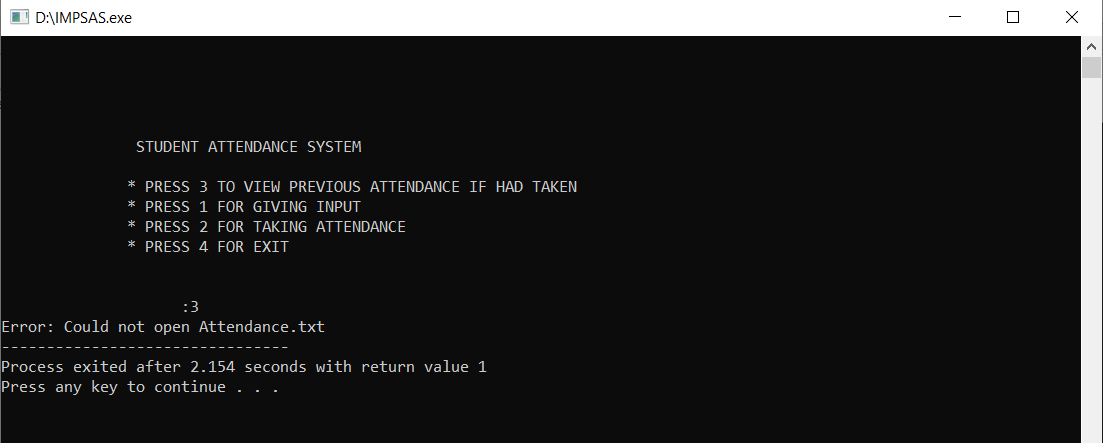 D:\IMPSAS.exe
STUDENT ATTENDANCE SYSTEM
* PRESS 3 TO VIEW PREVIOUS ATTENDANCE IF HAD TAKEN
* PRESS 1 FOR GIVING INPUT
* PRESS 2 FOR TAKING ATTENDANCE
* PRESS 4 FOR EXIT
:3
Error: Could not open Attendance.txt
--------------------------------
Process exited after 2.154 seconds with return value 1
Press any key to continue . . .